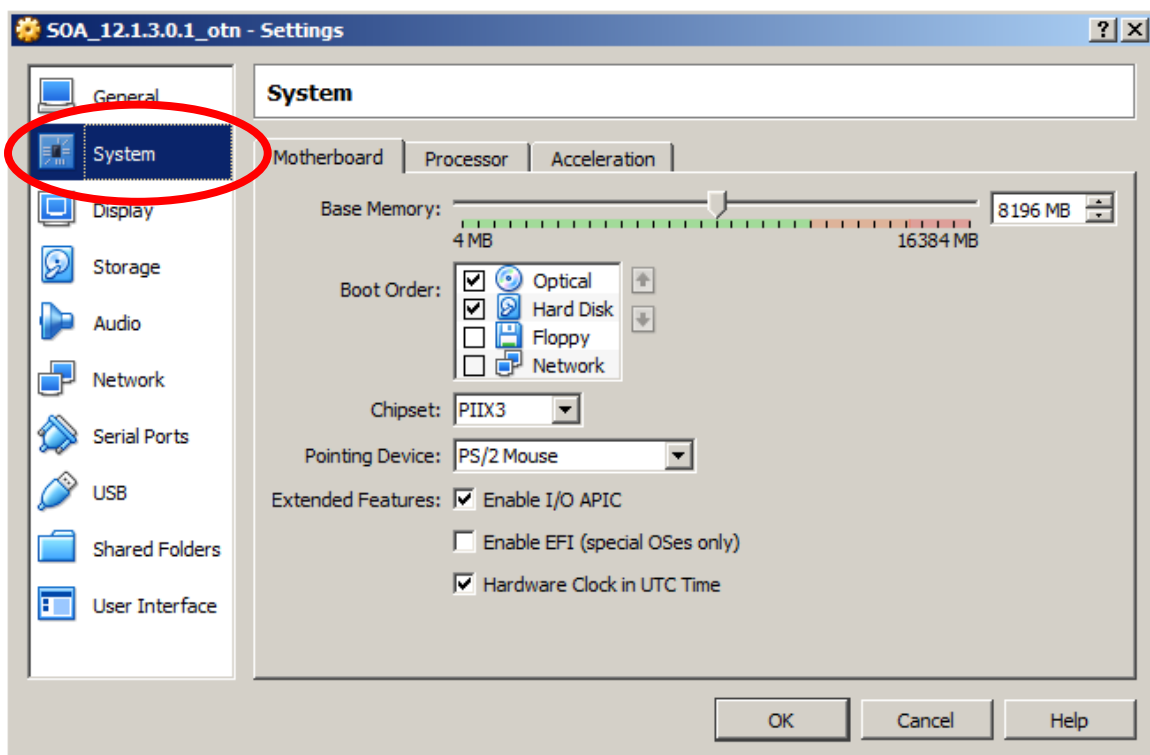 SOA_12.1.3.0.1_otn - Settings
General
System
Display
Storage
Audio
Network
Serial Ports
USB
Shared Folders
User Interface
System
Motherboard Processor Acceleration
Base Memory: 8196 MB
4 MB 16384 MB
Boot Order: Optical
Hard Disk
Floppy
Network
Chipset: PIIX3
Pointing Device: PS/2 Mouse
Extended Features: Enable I/O APIC
Enable EFI (special OSes only)
Hardware Clock in UTC Time
OK Cancel Help